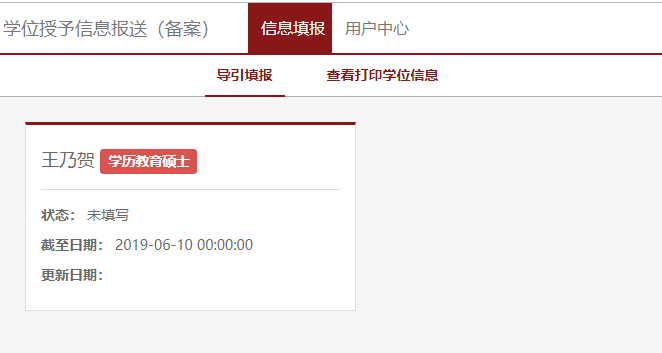 学位授予信息报送（备案） 信息填报 用户中心
导引填报 查看打印学位信息
王乃贺 学历教育硕士
状态： 未填写
截至日期： 2019-06-10 00:00:00
更新日期：